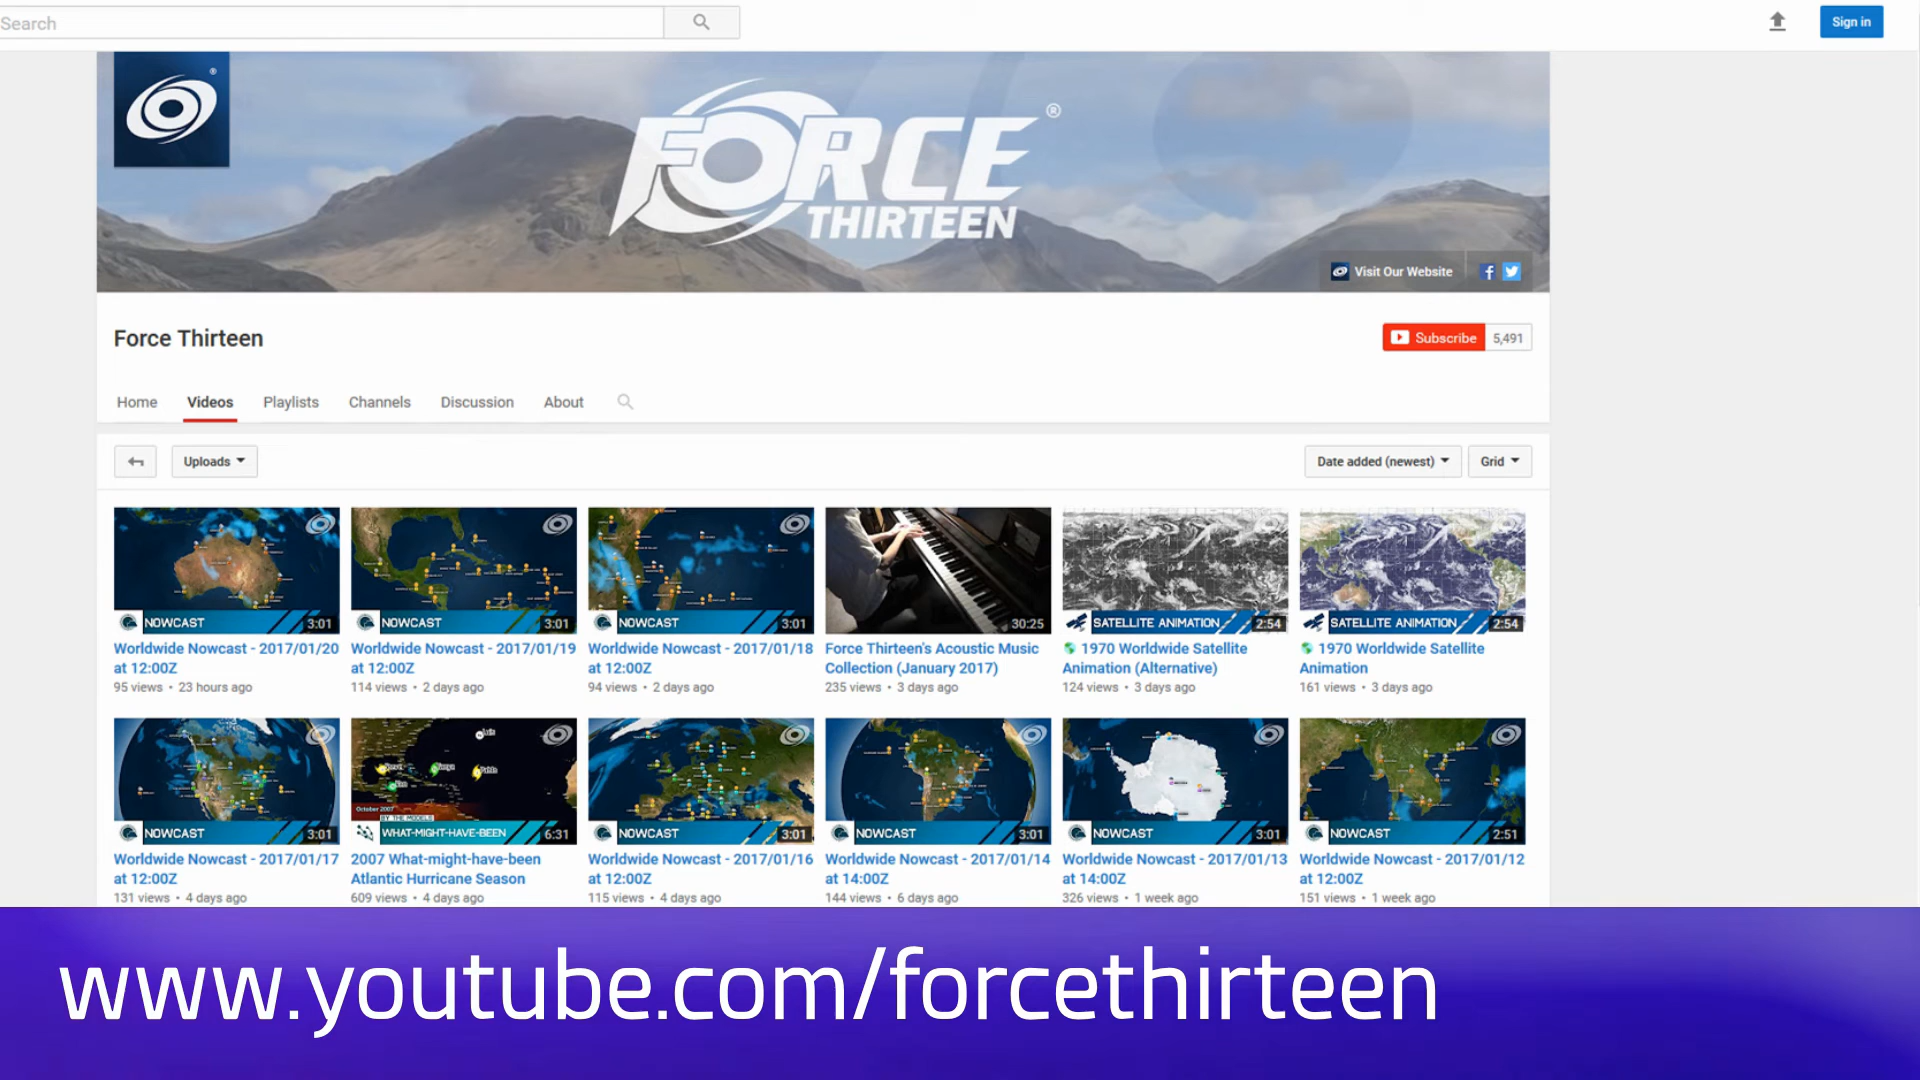 Search
Sign in
FORCE ®
THIRTEEN
Visit Our Website
Force Thirteen
Subscribe 5,491
Home Videos Playlists Channels Discussion About
Uploads
Date added (newest) Grid
NOWCAST 3:01
NOWCAST 3:01
NOWCAST 3:01
30:25
SATELLITE ANIMATION 2:54
SATELLITE ANIMATION 2:54
Worldwide Nowcast - 2017/01/20
at 12:00Z
95 views • 23 hours ago
Worldwide Nowcast - 2017/01/19
at 12:00Z
114 views • 2 days ago
Worldwide Nowcast - 2017/01/18
at 12:00Z
94 views • 2 days ago
Force Thirteen's Acoustic Music
Collection (January 2017)
235 views • 3 days ago
1970 Worldwide Satellite
Animation (Alternative)
124 views • 3 days ago
1970 Worldwide Satellite
Animation
161 views • 3 days ago
NOWCAST 3:01
October 2007
BY THE MODELS
WHAT-MIGHT-HAVE-BEEN 6:31
NOWCAST 3:01
NOWCAST 3:01
NOWCAST 3:01
NOWCAST 2:51
Worldwide Nowcast - 2017/01/17
at 12:00Z
131 views • 4 days ago
2007 What-might-have-been
Atlantic Hurricane Season
609 views • 4 days ago
Worldwide Nowcast - 2017/01/16
at 12:00Z
115 views • 4 days ago
Worldwide Nowcast - 2017/01/14
at 14:00Z
144 views • 6 days ago
Worldwide Nowcast - 2017/01/13
at 14:00Z
326 views • 1 week ago
Worldwide Nowcast - 2017/01/12
at 12:00Z
151 views • 1 week ago
www.youtube.com/forcethirteen